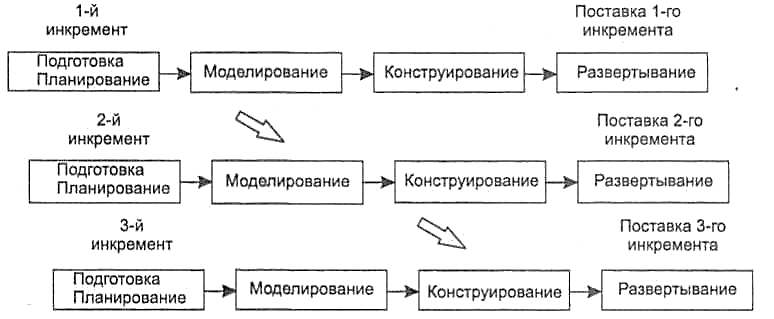 1-й
инкремент
Поставка 1-го
инкремента
Подготовка
Планирование
Моделирование
Конструирование
Развертывание
2-й
инкремент
Поставка 2-го
инкремента
Подготовка
Планирование
Моделирование
Конструирование
Развертывание
3-й
инкремент
Поставка 3-го
инкремента
Подготовка
Планирование
Моделирование
Конструирование
Развертывание